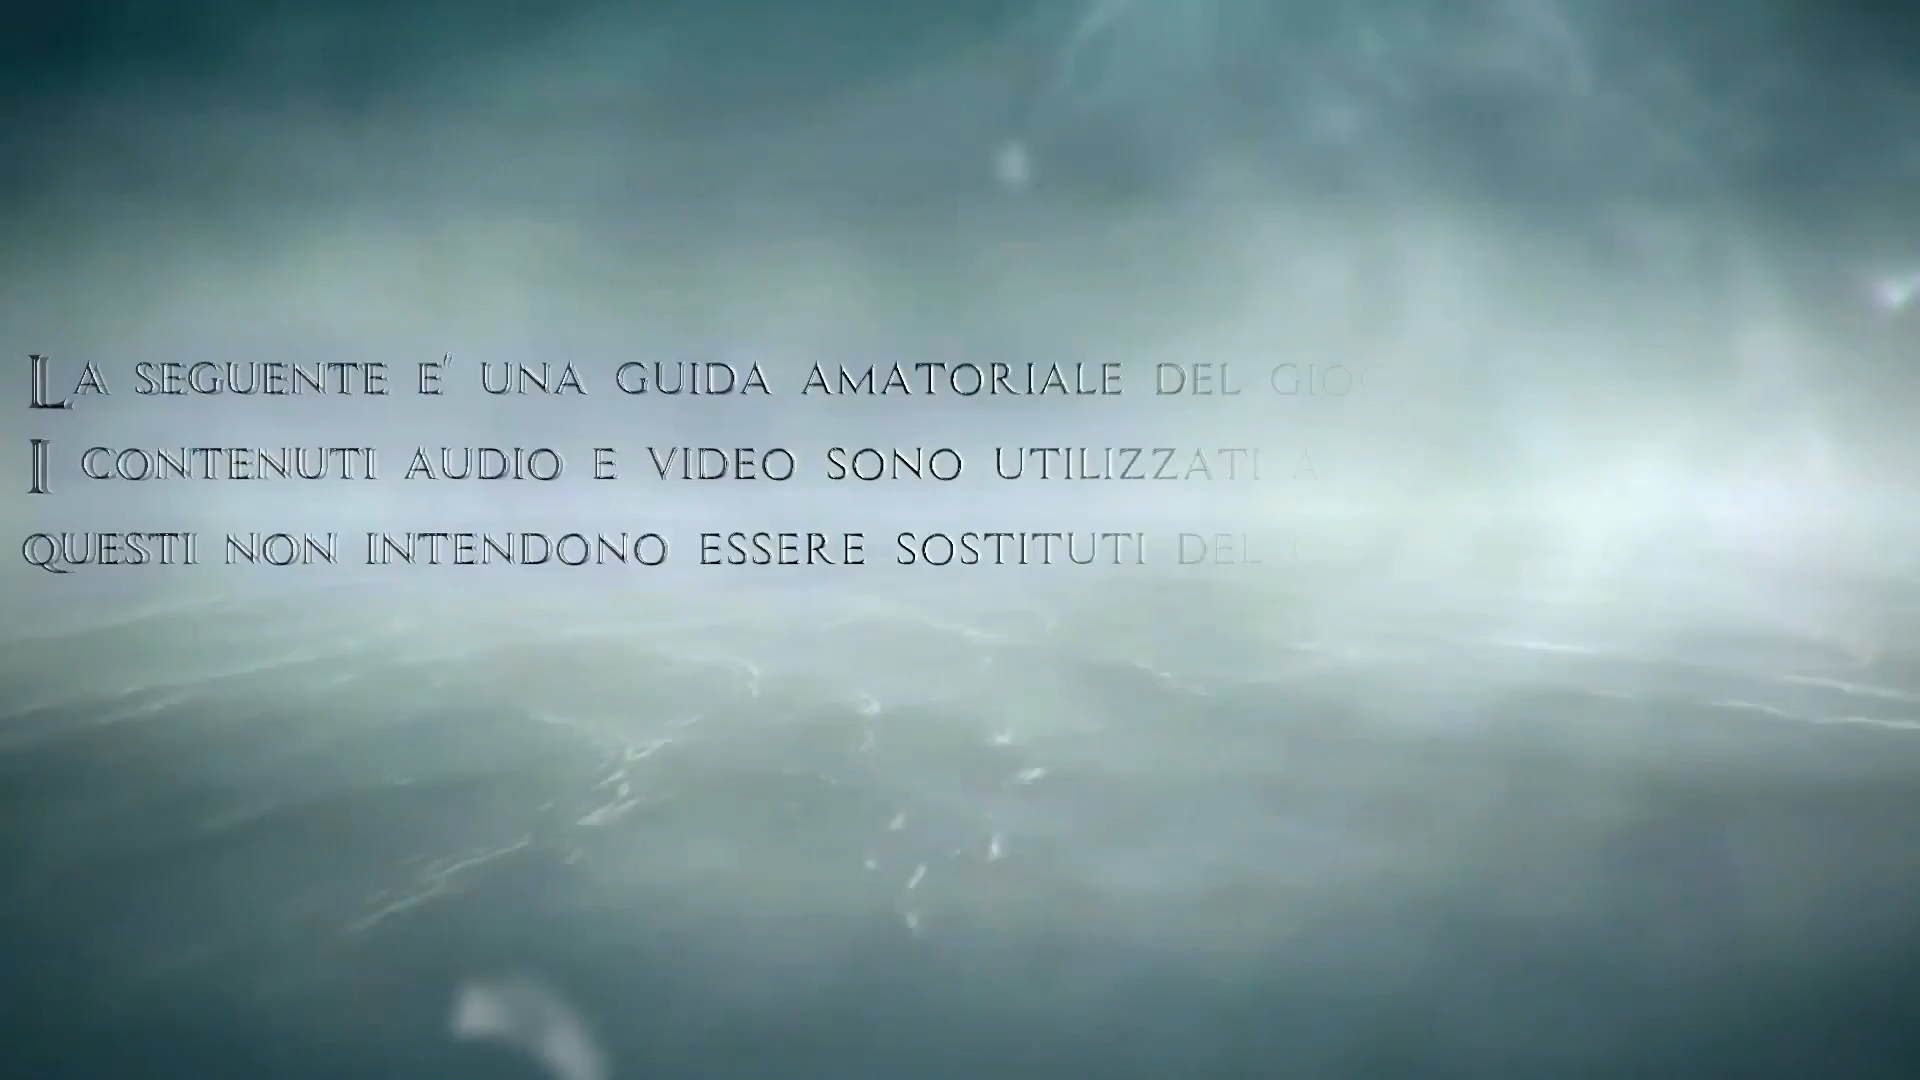 La seguente e' una guida amatoriale del
I contenuti audio e video sono utilizzati
questi non intendono essere sostituti del